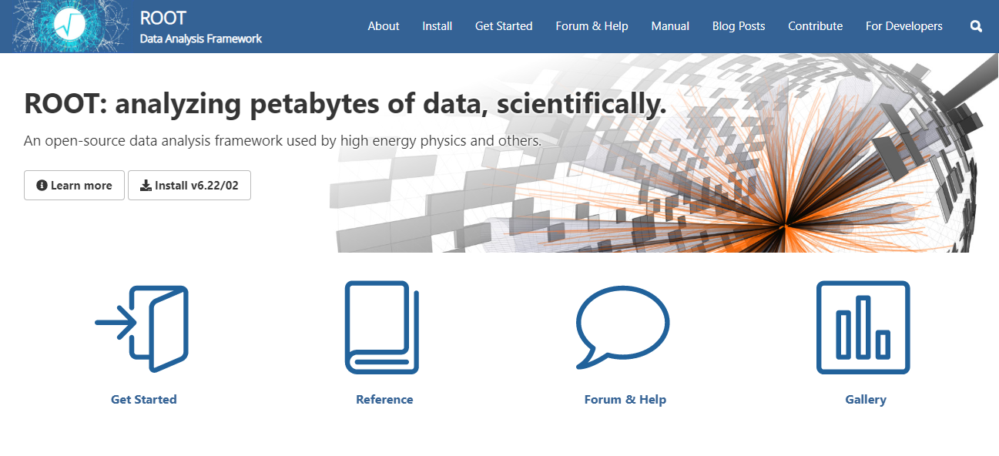 ROOT
Data Analysis Framework
About Install Get Started Forum & Help Manual Blog Posts Contribute For Developers
ROOT: analyzing petabytes of data, scientifically.
An open-source data analysis framework used by high energy physics and others.
Learn more Install v6.22/02
Get Started Reference Forum & Help Gallery